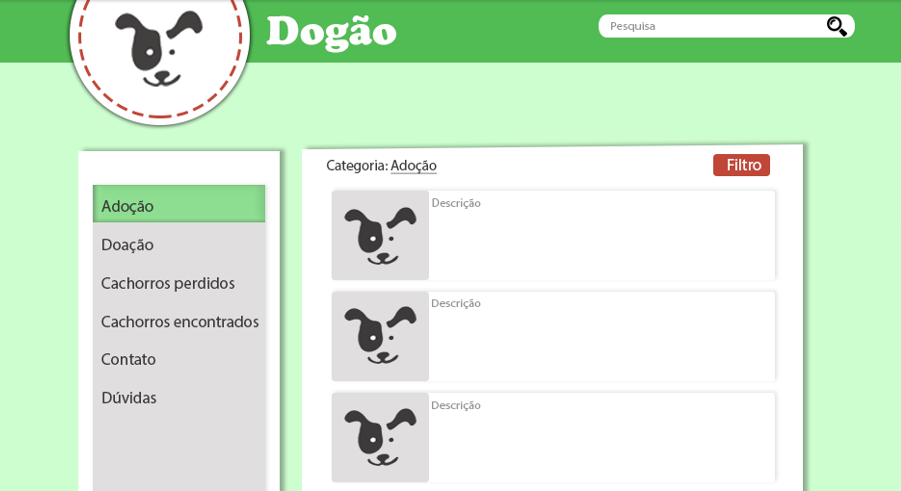 Dogão
Pesquisa
Adoção
Doação
Cachorros perdidos
Cachorros encontrados
Contato
Dúvidas
Categoria: Adoção
Filtro
Descrição
Descrição
Descrição